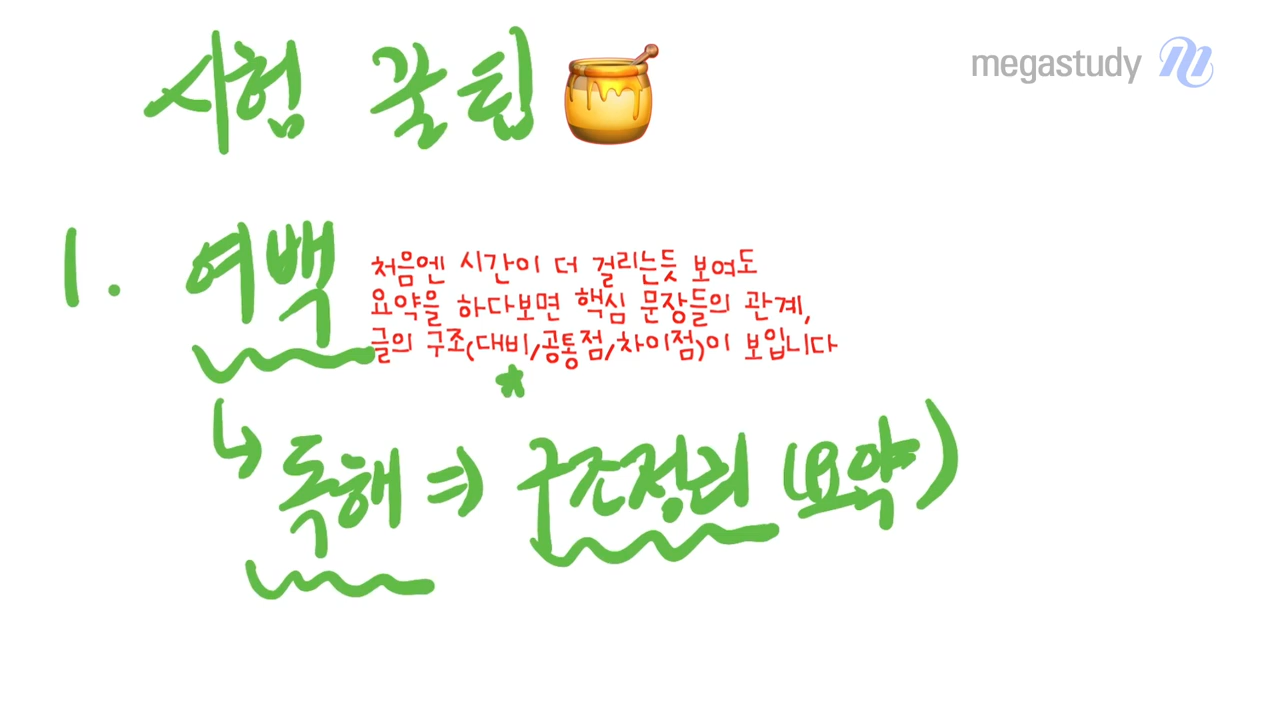 시험 꿀팁
megastudy
1. 여백
처음엔 시간이 더 걸리는듯 보여도
요약을 하다보면 핵심 문장들의 관계,
글의 구조(대비/공통점/차이점)이 보입니다
↳ 독해 ⇒ 구조정리 (요약)